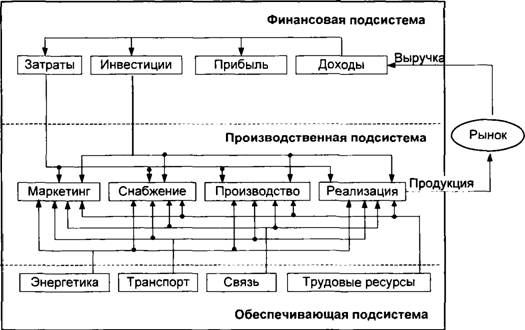 Финансовая подсистема
Затраты
Инвестиции
Прибыль
Доходы
Выручка
Рынок
Производственная подсистема
Маркетинг
Снабжение
Производство
Реализация
Продукция
Энергетика
Транспорт
Связь
Трудовые ресурсы
Обеспечивающая подсистема